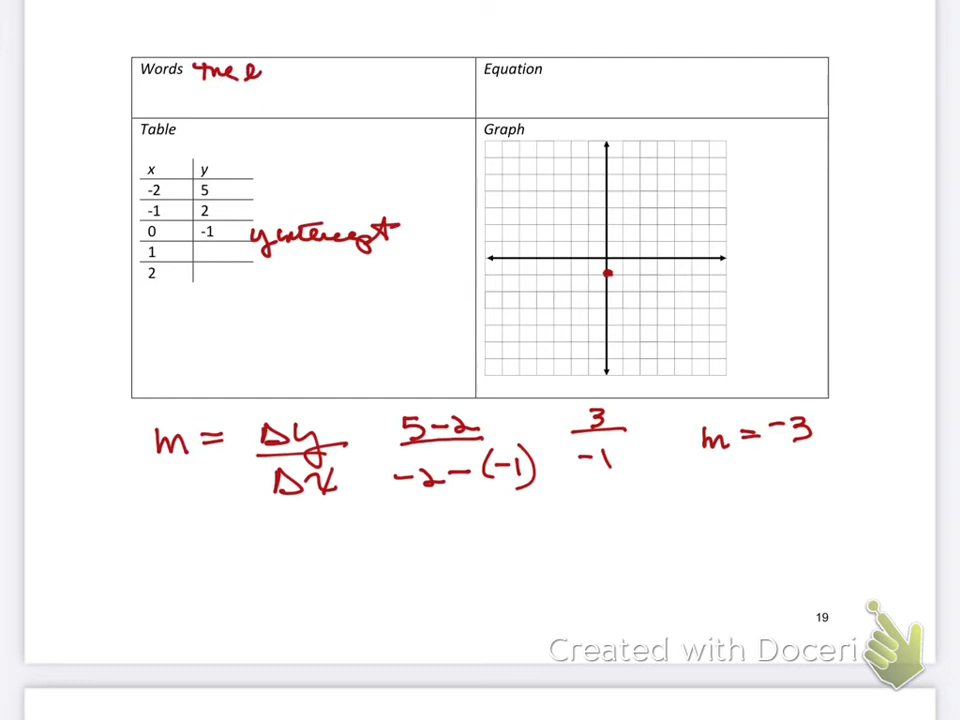 Words the l
Equation
Table
Graph
x y
-2 5
-1 2
0 -1 y intercept
1
2
m = Δy/Δx 5-2/-2-(-1) 3/-1 m = -3
19
Created with Doceri